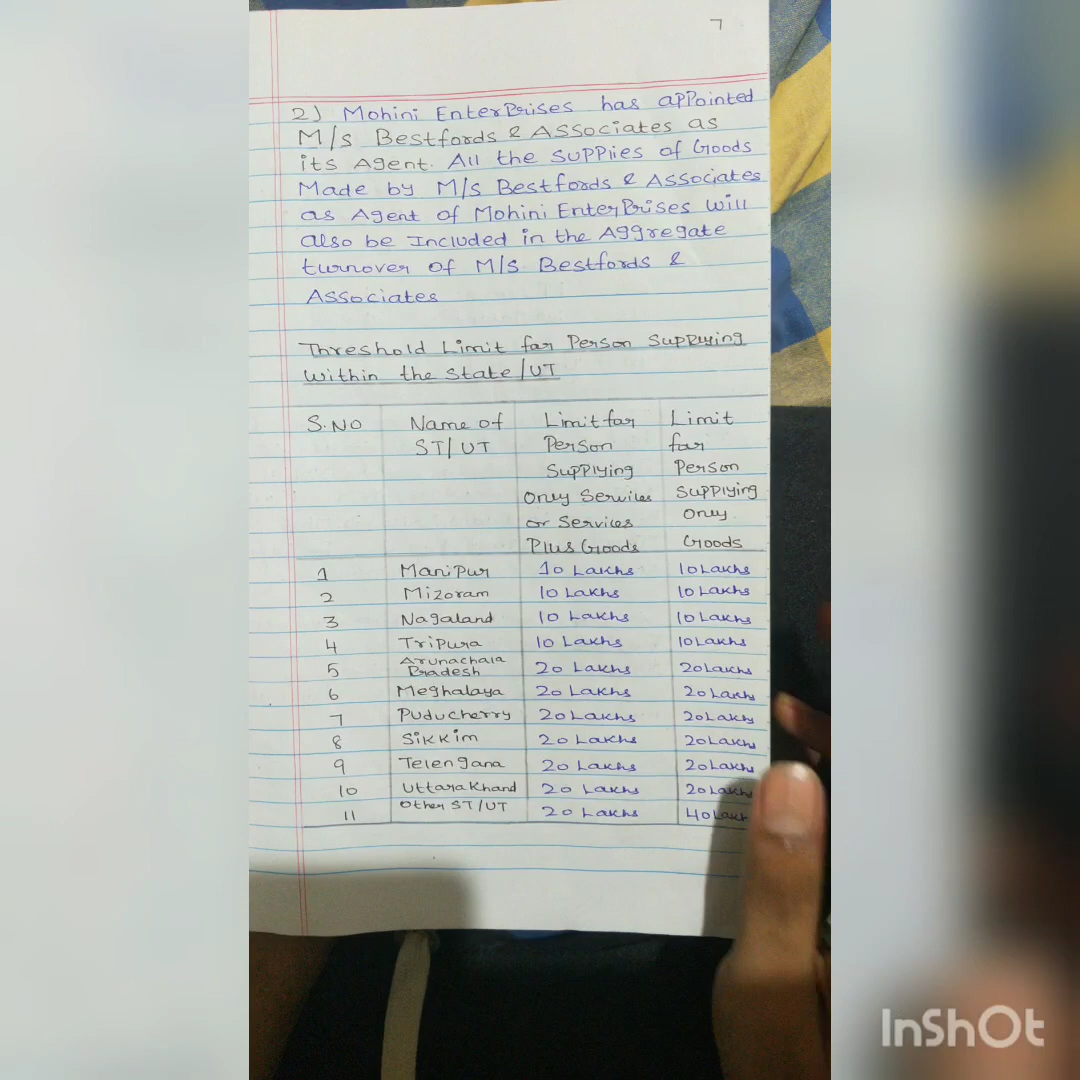 7
2) Mohini Enterprises has appointed
M/s Bestfords & Associates as
its Agent. All the supplies of Goods
Made by M/s Bestfords & Associates
as Agent of Mohini Enterprises will
also be Included in the Aggregate
turnover of M/s Bestfords &
Associates
Threshold Limit for Person Supplying
within the state/UT
S.NO Name of ST/UT Limit for Person Supplying Only Services or Services Plus Goods Limit for Person Supplying Only Goods
1 Manipur 10 Lakhs 10 Lakhs
2 Mizoram 10 Lakhs 10 Lakhs
3 Nagaland 10 Lakhs 10 Lakhs
4 Tripura 10 Lakhs 10 Lakhs
5 Arunachala Pradesh 20 Lakhs 20 Lakhs
6 Meghalaya 20 Lakhs 20 Lakhs
7 Puducherry 20 Lakhs 20 Lakhs
8 Sikkim 20 Lakhs 20 Lakhs
9 Telengana 20 Lakhs 20 Lakhs
10 Uttarakhand 20 Lakhs 20 Lakhs
11 Other ST/UT 20 Lakhs 40 Lakh
InShOt